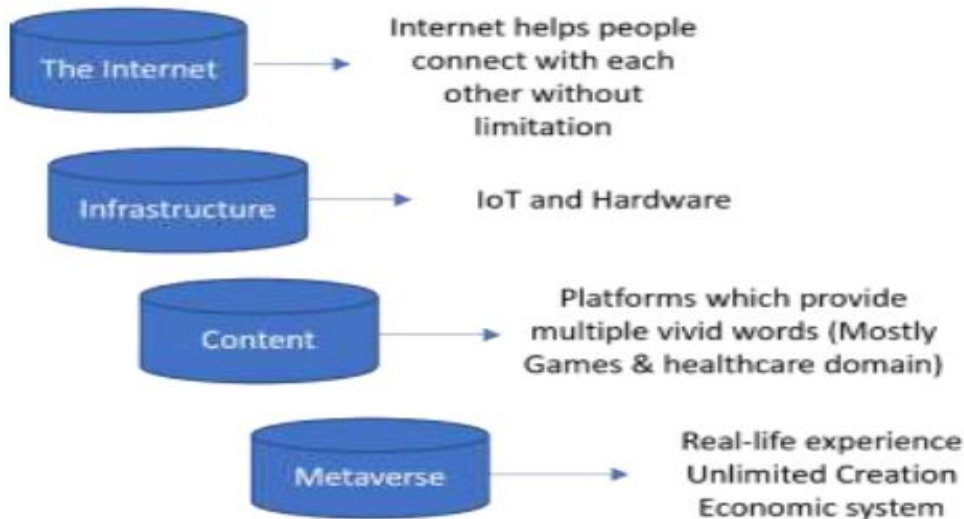 The Internet
Internet helps people
connect with each
other without
limitation
Infrastructure
IoT and Hardware
Content
Platforms which provide
multiple vivid words (Mostly
Games & healthcare domain)
Metaverse
Real-life experience
Unlimited Creation
Economic system